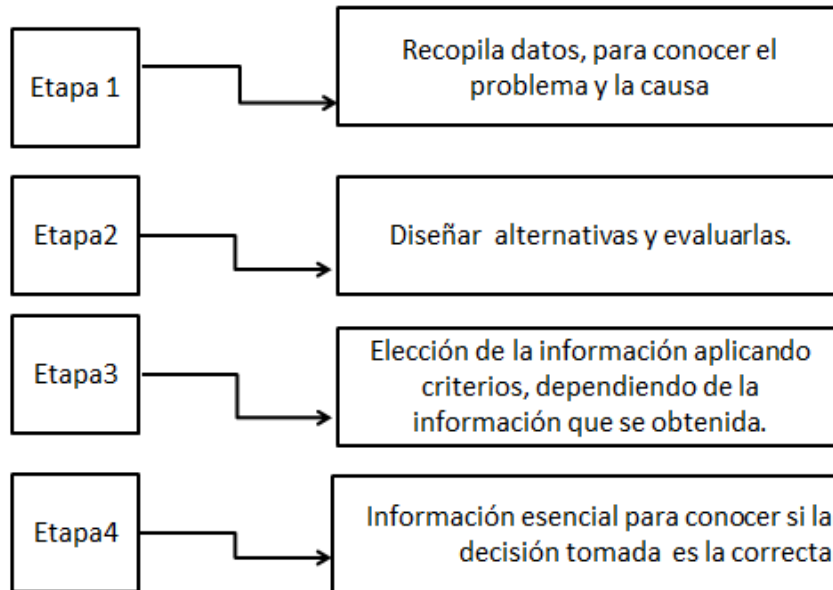 Etapa 1
Recopila datos, para conocer el
problema y la causa
Etapa2
Diseñar alternativas y evaluarlas.
Etapa3
Elección de la información aplicando
criterios, dependiendo de la
información que se obtenida.
Etapa4
Información esencial para conocer si la
decisión tomada es la correcta